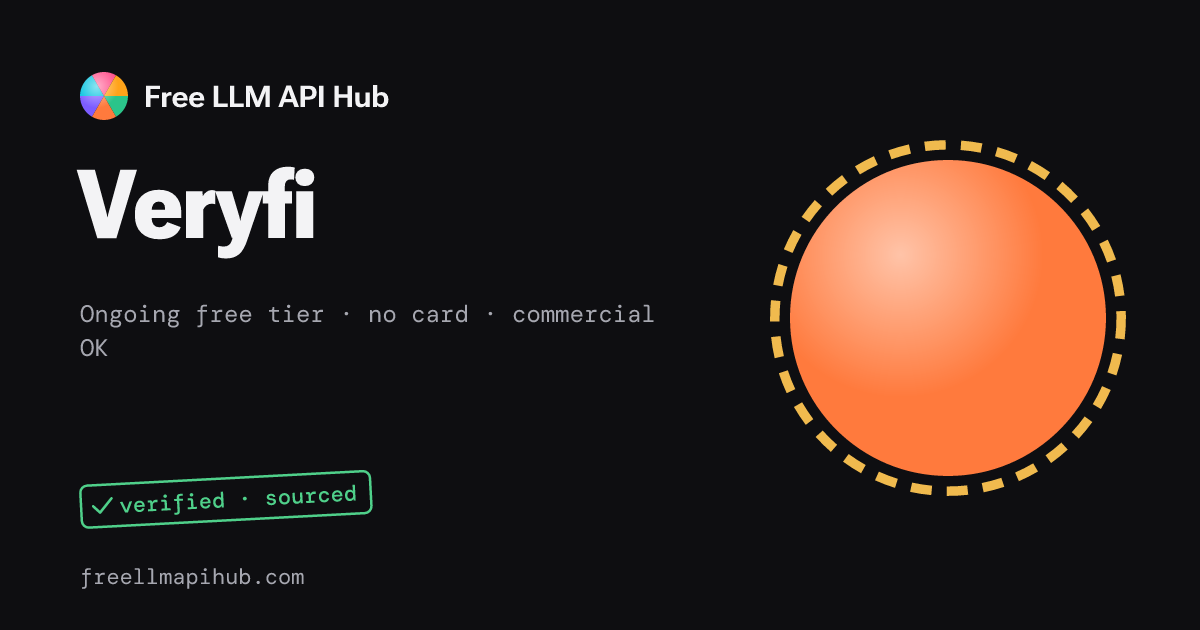 Free LLM API Hub
Veryfi
Ongoing free tier · no card · commercial
OK
verified · sourced
freellmapihub.com